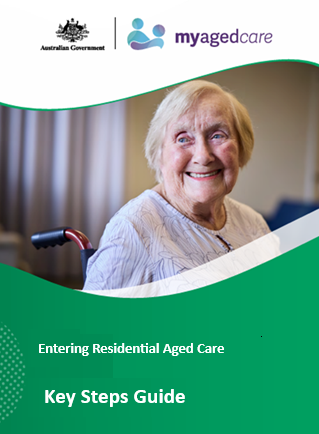 Australian Government
myagedcare
Entering Residential Aged Care
Key Steps Guide